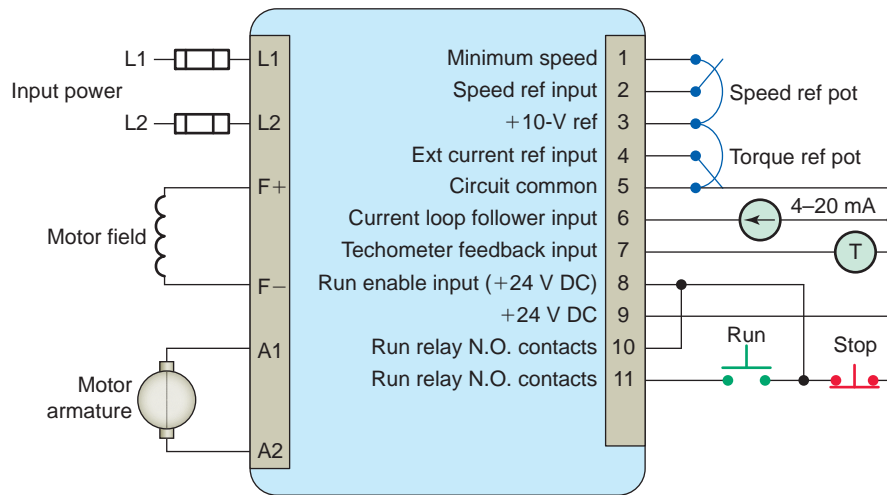 L1
L1
Input power
L2
L2
Motor field
F+
F−
Motor armature
A1
A2
Minimum speed 1
Speed ref input 2
+10-V ref 3
Ext current ref input 4
Circuit common 5
Current loop follower input 6
Techometer feedback input 7
Run enable input (+24 V DC) 8
+24 V DC 9
Run relay N.O. contacts 10
Run relay N.O. contacts 11
Speed ref pot
Torque ref pot
4–20 mA
T
Run
Stop